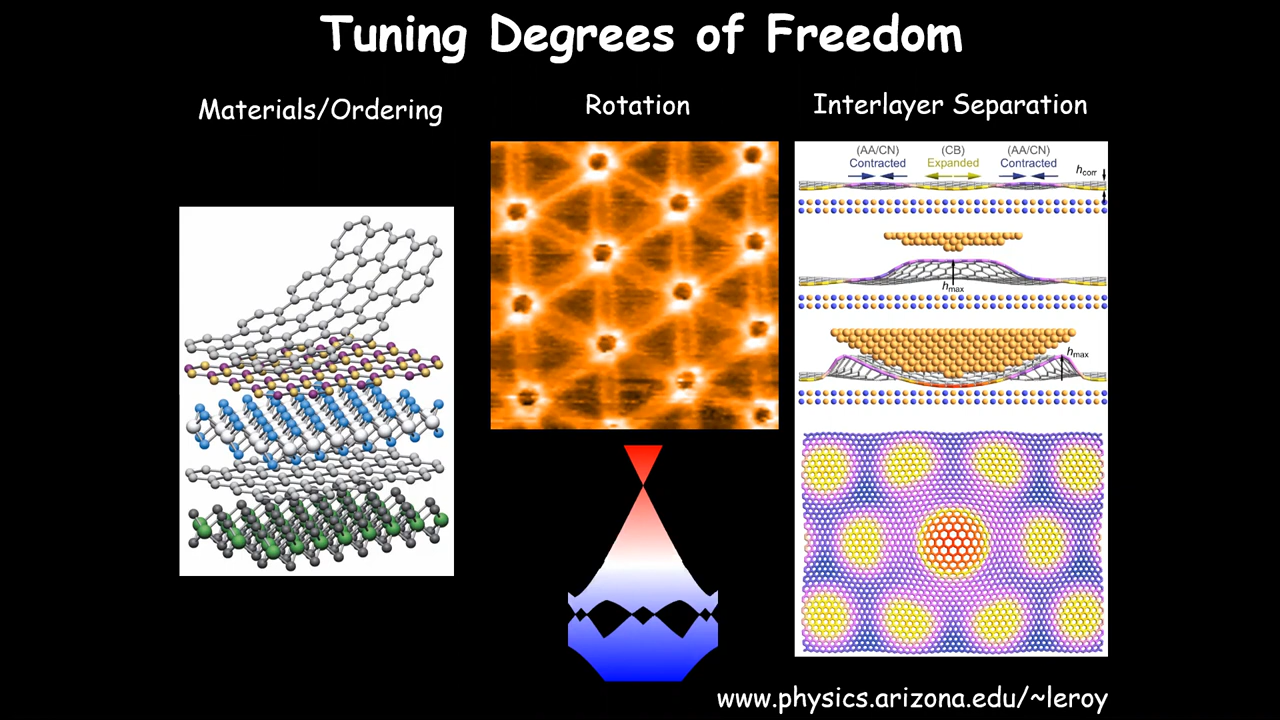 Tuning Degrees of Freedom
Materials/Ordering
Rotation
Interlayer Separation
(AA/CN) (CB) (AA/CN)
Contracted Expanded Contracted
hcorr
hmax
hmax
www.physics.arizona.edu/~leroy